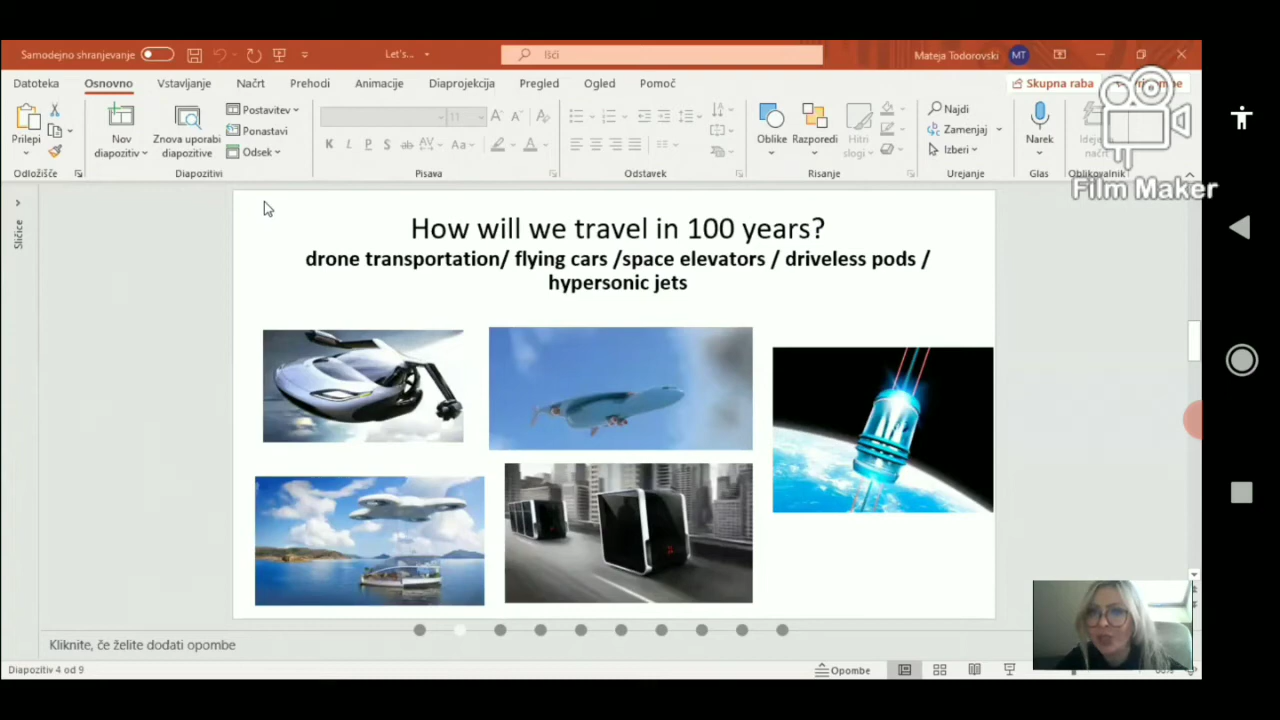 Samodejno shranjevanje
Let's...
Išči
Mateja Todorovski
MT
Datoteka
Osnovno
Vstavljanje
Načrt
Prehodi
Animacije
Diaprojekcija
Pregled
Ogled
Pomoč
Skupna raba
Prilepi
Nov
diapozitiv
Znova uporabi
diapozitive
Postavitev
Ponastavi
Odsek
11
Oblike
Razporedi
Hitri
slogi
Najdi
Zamenjaj
Izberi
Narek
Film Maker
Odložišče
Diapozitivi
Pisava
Odstavek
Risanje
Urejanje
Glas
Oblikovalnik
Sličice
How will we travel in 100 years?
drone transportation/ flying cars /space elevators / driveless pods /
hypersonic jets
Kliknite, če želite dodati opombe
Diapozitiv 4 od 9
Opombe